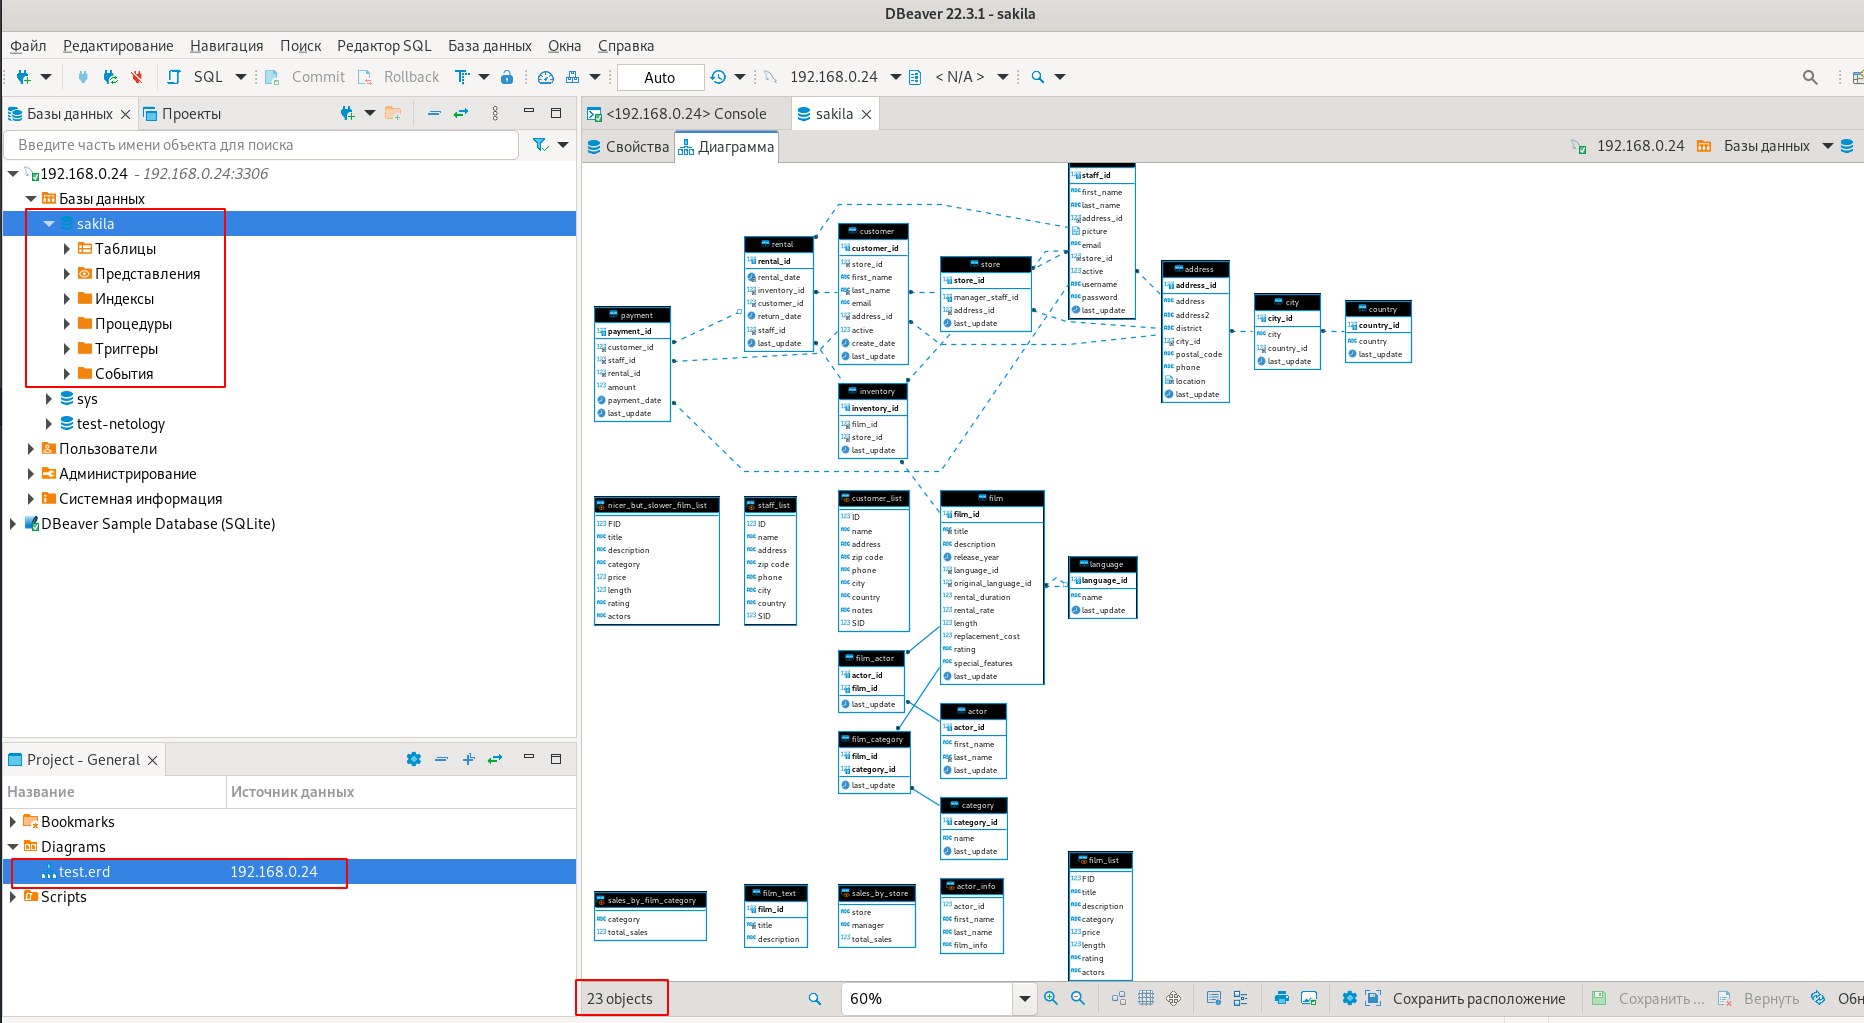 DBeaver 22.3.1 - sakila
Файл Редактирование Навигация Поиск Редактор SQL База данных Окна Справка
SQL Commit Rollback Auto 192.168.0.24 < N/A >
Базы данных Проекты
Введите часть имени объекта для поиска
192.168.0.24 - 192.168.0.24:3306
Базы данных
sakila
Таблицы
Представления
Индексы
Процедуры
Триггеры
События
sys
test-netology
Пользователи
Администрирование
Системная информация
DBeaver Sample Database (SQLite)
Project - General
Название Источник данных
Bookmarks
Diagrams
test.erd 192.168.0.24
Scripts
<192.168.0.24> Console sakila
Свойства Диаграмма 192.168.0.24 Базы данных
payment
payment_id
customer_id
staff_id
rental_id
amount
payment_date
last_update
rental
rental_id
rental_date
inventory_id
customer_id
return_date
staff_id
last_update
customer
customer_id
store_id
first_name
last_name
email
address_id
active
create_date
last_update
store
store_id
manager_staff_id
address_id
last_update
staff_id
first_name
last_name
address_id
picture
email
store_id
active
username
password
last_update
address
address_id
address
address2
district
city_id
postal_code
phone
location
last_update
city
city_id
city
country_id
last_update
country
country_id
country
last_update
inventory
inventory_id
film_id
store_id
last_update
nicer_but_slower_film_list
FID
title
description
category
price
length
rating
actors
staff_list
ID
name
address
zip code
phone
city
country
SID
customer_list
ID
name
address
zip code
phone
city
country
notes
SID
film
film_id
title
description
release_year
language_id
original_language_id
rental_duration
rental_rate
length
replacement_cost
rating
special_features
last_update
language
language_id
name
last_update
film_actor
actor_id
film_id
last_update
actor
actor_id
first_name
last_name
last_update
film_category
film_id
category_id
last_update
category
category_id
name
last_update
sales_by_film_category
category
total_sales
film_text
film_id
title
description
sales_by_store
store
manager
total_sales
actor_info
actor_id
first_name
last_name
film_info
film_list
FID
title
description
category
price
length
rating
actors
23 objects 60% Сохранить расположение Сохранить ... Вернуть Обн